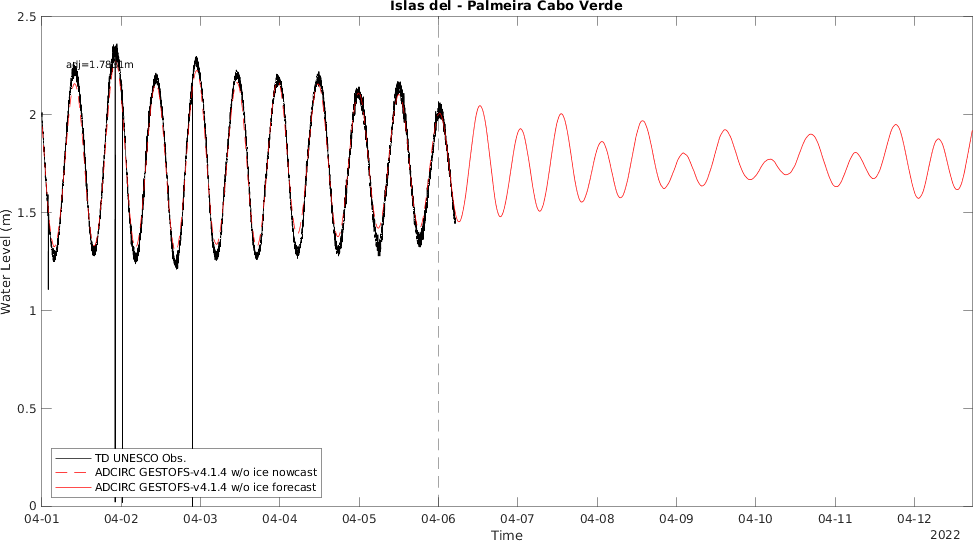 Islas del - Palmeira Cabo Verde
2.5
2
1.5
1
0.5
0
Water Level (m)
TD UNESCO Obs.
ADCIRC GESTOFS-v4.1.4 w/o ice nowcast
ADCIRC GESTOFS-v4.1.4 w/o ice forecast
04-01 04-02 04-03 04-04 04-05 04-06 04-07 04-08 04-09 04-10 04-11 04-12
Time
2022